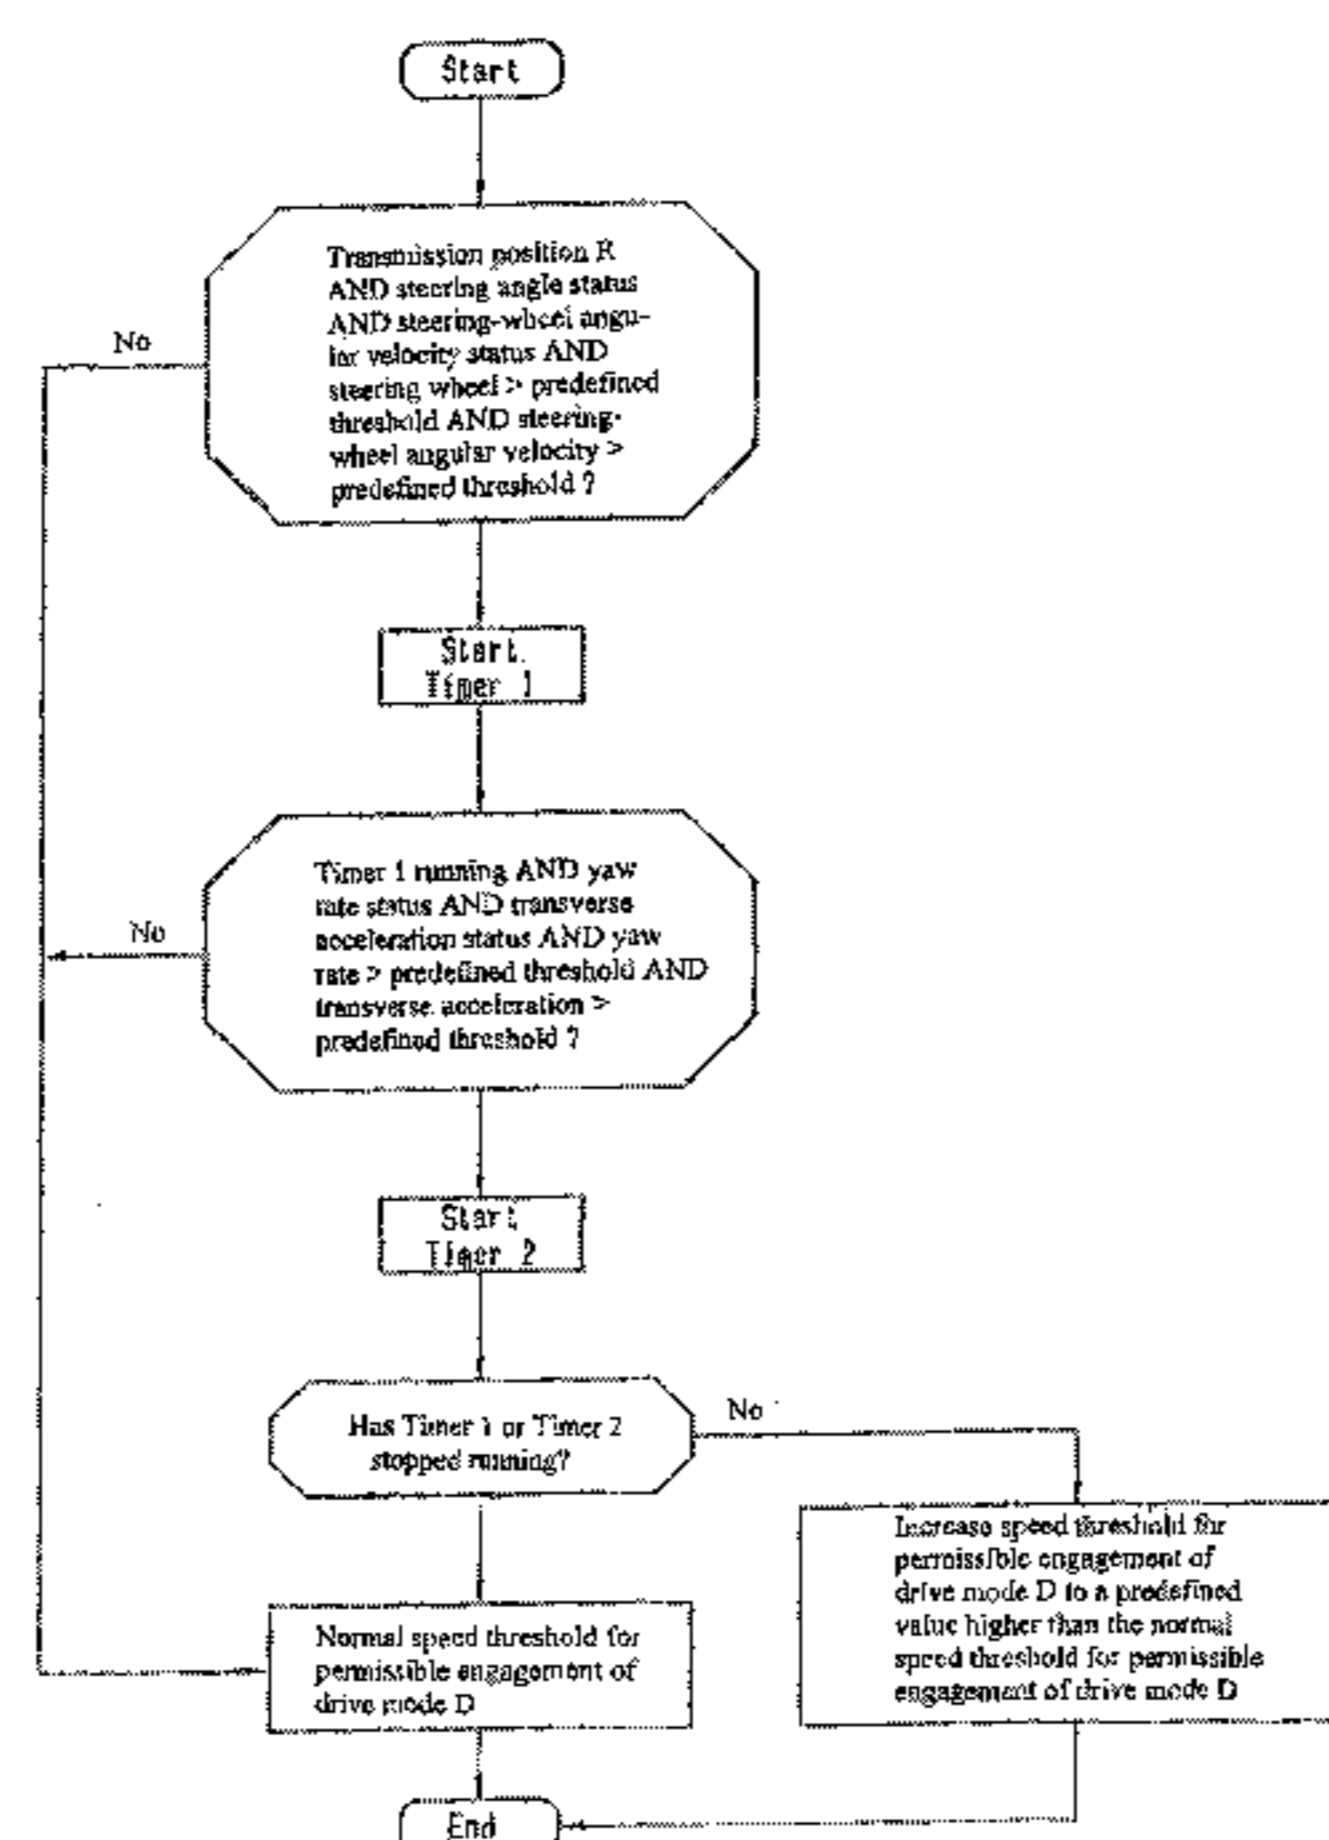 Start
Transmission position R
AND steering angle status
AND steering-wheel angu-
lar velocity status AND
steering wheel > predefined
threshold AND steering-
wheel angular velocity >
predefined threshold ?
No
Start
Timer 1
Timer 1 running AND yaw
rate status AND transverse
acceleration status AND yaw
rate > predefined threshold AND
transverse acceleration >
predefined threshold ?
No
Start
Timer 2
Has Timer 1 or Timer 2
stopped running?
No
Increase speed threshold for
permissible engagement of
drive mode D to a predefined
value higher than the normal
speed threshold for permissible
engagement of drive mode D
Normal speed threshold for
permissible engagement of
drive mode D
End